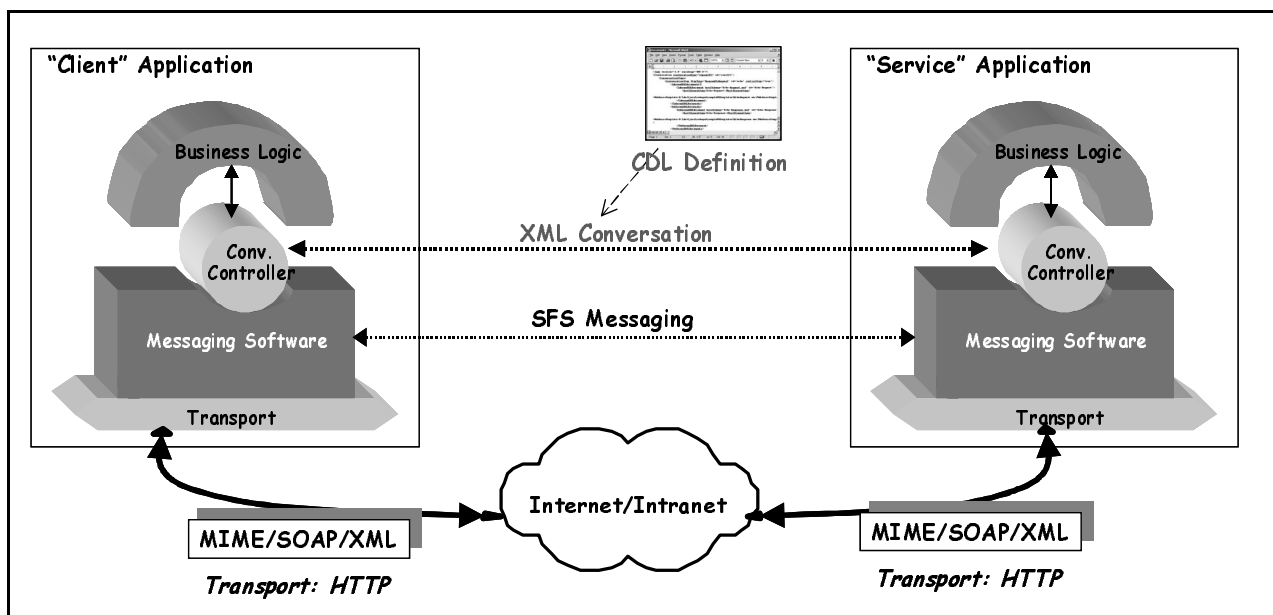 “Client” Application
Business Logic
Conv.
Controller
Messaging Software
Transport
CDL Definition
XML Conversation
SFS Messaging
“Service” Application
Business Logic
Conv.
Controller
Messaging Software
Transport
Internet/Intranet
MIME/SOAP/XML
Transport: HTTP
MIME/SOAP/XML
Transport: HTTP